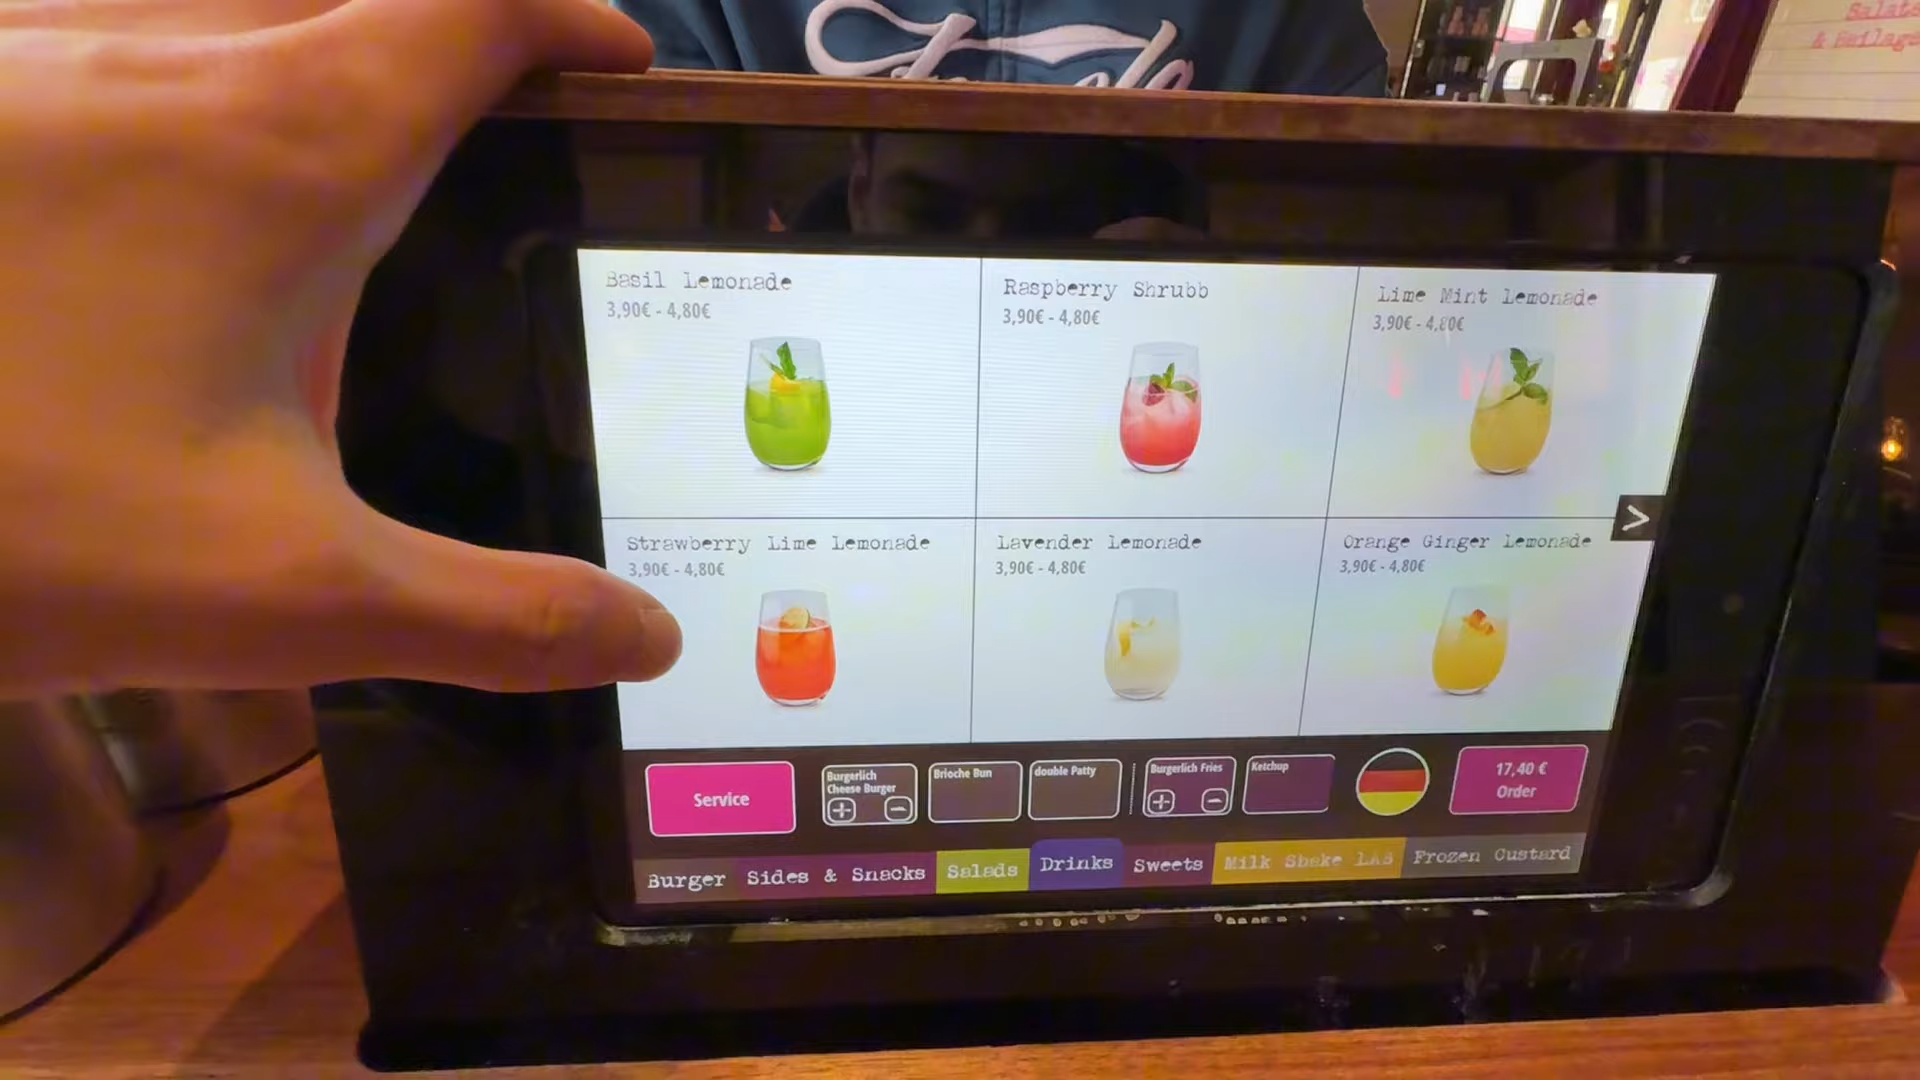 Salats
& Beilage
Basil Lemonade
3,90€ - 4,80€
Raspberry Shrubb
3,90€ - 4,80€
Lime Mint Lemonade
3,90€ - 4,80€
>
Strawberry Lime Lemonade
3,90€ - 4,80€
Lavender Lemonade
3,90€ - 4,80€
Orange Ginger Lemonade
3,90€ - 4,80€
Service
Burgerlich
Cheese Burger
+ −
Brioche Bun
double Patty
Burgerlich Fries
+ −
Ketchup
17,40 €
Order
Burger
Sides & Snacks
Salads
Drinks
Sweets
Milk Shake LAB
Frozen Custard